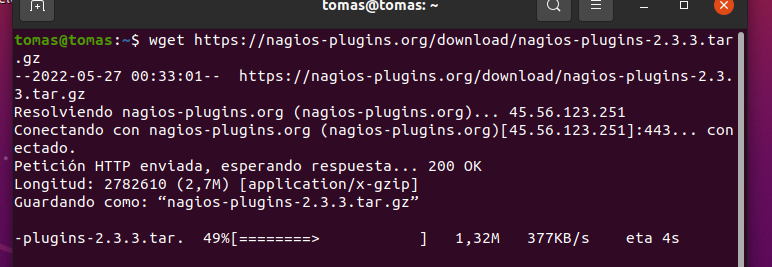 tomas@tomas: ~
tomas@tomas:~$ wget https://nagios-plugins.org/download/nagios-plugins-2.3.3.tar
.gz
--2022-05-27 00:33:01--  https://nagios-plugins.org/download/nagios-plugins-2.3.
3.tar.gz
Resolviendo nagios-plugins.org (nagios-plugins.org)... 45.56.123.251
Conectando con nagios-plugins.org (nagios-plugins.org)[45.56.123.251]:443... con
ectado.
Petición HTTP enviada, esperando respuesta... 200 OK
Longitud: 2782610 (2,7M) [application/x-gzip]
Guardando como: “nagios-plugins-2.3.3.tar.gz”
-plugins-2.3.3.tar.  49%[========>           ]   1,32M   377KB/s    eta 4s